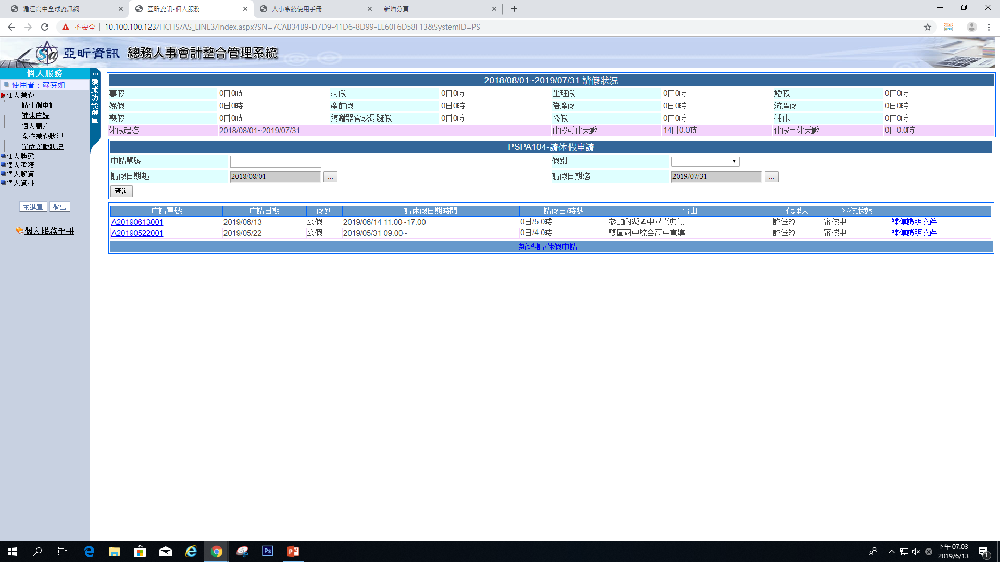 滬江高中全球資訊網
亞昕資訊-個人服務
人事系統使用手冊
新增分頁
不安全
10.100.100.123/HCHS/AS_LINE3/Index.aspx?SN=7CAB34B9-D7D9-41D6-8D99-EE60F6D58F13&SystemID=PS
亞昕資訊 總務人事會計整合管理系統
個人服務
使用者：蘇芬如
個人差勤
請休假申請
補休申請
個人刷差
全校差勤狀況
單位差勤狀況
個人獎懲
個人考績
個人薪資
個人資料
主選單 登出
個人服務手冊
隱藏功能選單
2018/08/01~2019/07/31 請假狀況
事假 0日0時 病假 0日0時 生理假 0日0時 婚假 0日0時
娩假 0日0時 產前假 0日0時 陪產假 0日0時 流產假 0日0時
喪假 0日0時 捐贈器官或骨髓假 0日0時 公假 0日0時 補休 0日0時
休假起迄 2018/08/01~2019/07/31 休假可休天數 14日0.0時 休假已休天數 0日0.0時
PSPA104-請休假申請
申請單號 假別
請假日期起 2018/08/01 ... 請假日期迄 2019/07/31 ...
查詢
申請單號 申請日期 假別 請休假日期時間 請假日/時數 事由 代理人 審核狀態
A20190613001 2019/06/13 公假 2019/06/14 11:00~17:00 0日/5.0時 參加內湖國中畢業典禮 許佳羚 審核中 補傳證明文件
A20190522001 2019/05/22 公假 2019/05/31 09:00~ 0日/4.0時 雙園國中綜合高中宣導 許佳羚 審核中 補傳證明文件
新增-請/休假申請
下午 07:03
2019/6/13